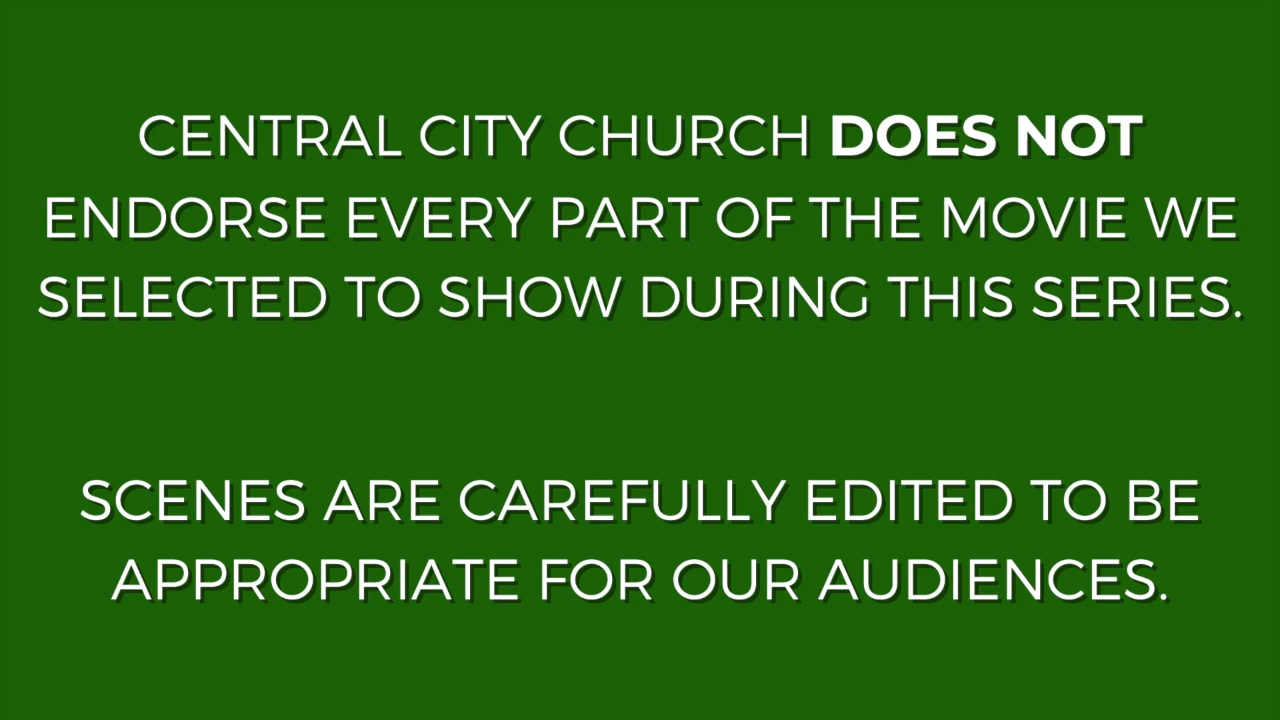 CENTRAL CITY CHURCH DOES NOT
ENDORSE EVERY PART OF THE MOVIE WE
SELECTED TO SHOW DURING THIS SERIES.
SCENES ARE CAREFULLY EDITED TO BE
APPROPRIATE FOR OUR AUDIENCES.